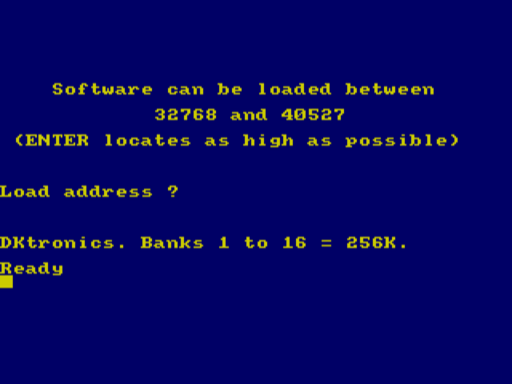 Software can be loaded between
32768 and 40527
(ENTER locates as high as possible)
Load address ?
DKtronics. Banks 1 to 16 = 256K.
Ready